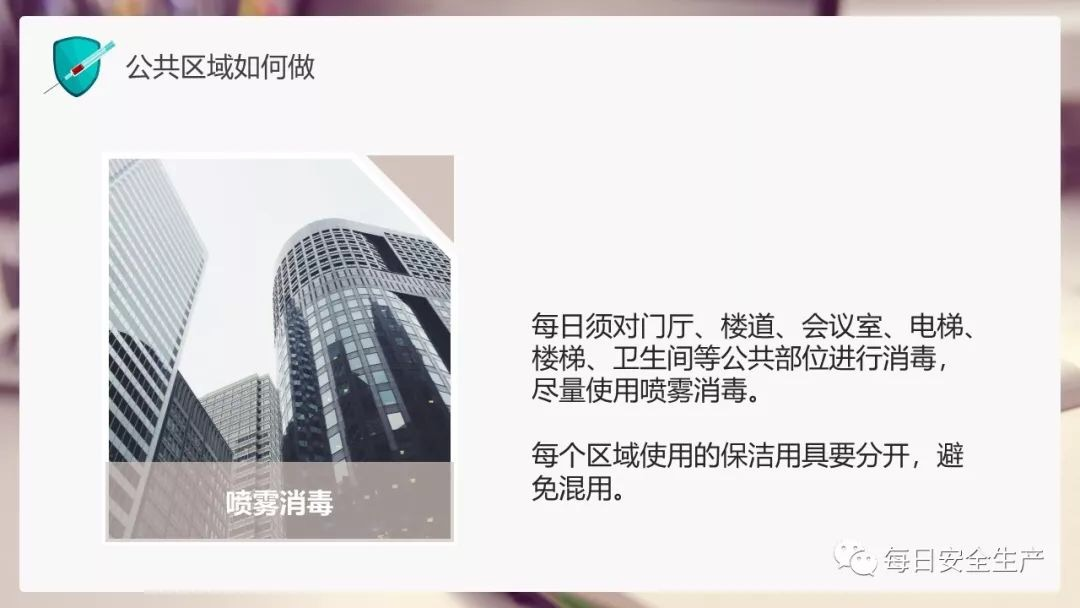 公共区域如何做
每日须对门厅、楼道、会议室、电梯、
楼梯、卫生间等公共部位进行消毒，
尽量使用喷雾消毒。
每个区域使用的保洁用具要分开，避
免混用。
喷雾消毒
每日安全生产